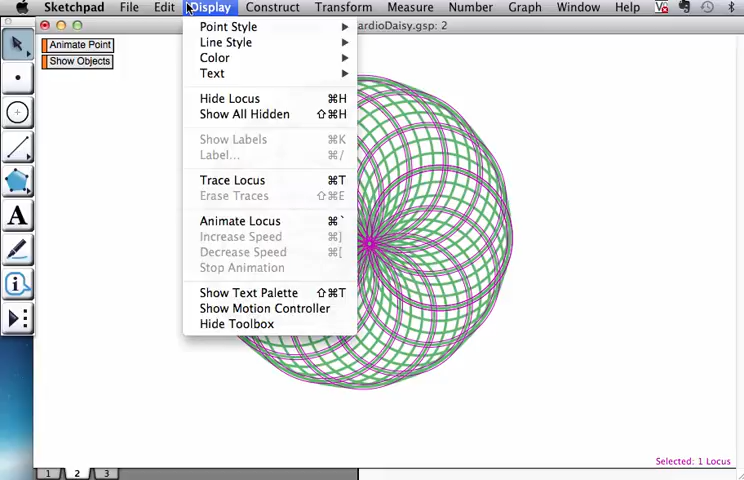 Sketchpad File Edit Display Construct Transform Measure Number Graph Window Help
ardioDaisy.gsp: 2
Animate Point
Show Objects
Point Style
Line Style
Color
Text
Hide Locus ⌘H
Show All Hidden ⇧⌘H
Show Labels ⌘K
Label... ⌘/
Trace Locus ⌘T
Erase Traces ⇧⌘E
Animate Locus ⌘`
Increase Speed ⌘]
Decrease Speed ⌘[
Stop Animation
Show Text Palette ⇧⌘T
Show Motion Controller
Hide Toolbox
A
Selected: 1 Locus
1 2 3